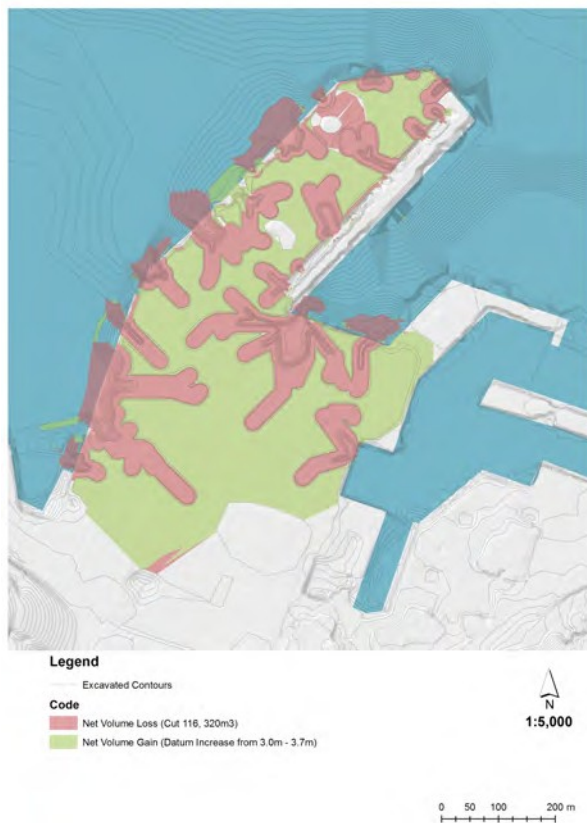 Legend
Excavated Contours
Code
Net Volume Loss (Cut 116, 320m3)
Net Volume Gain (Datum Increase from 3.0m - 3.7m)
N
1:5,000
0 50 100 200 m